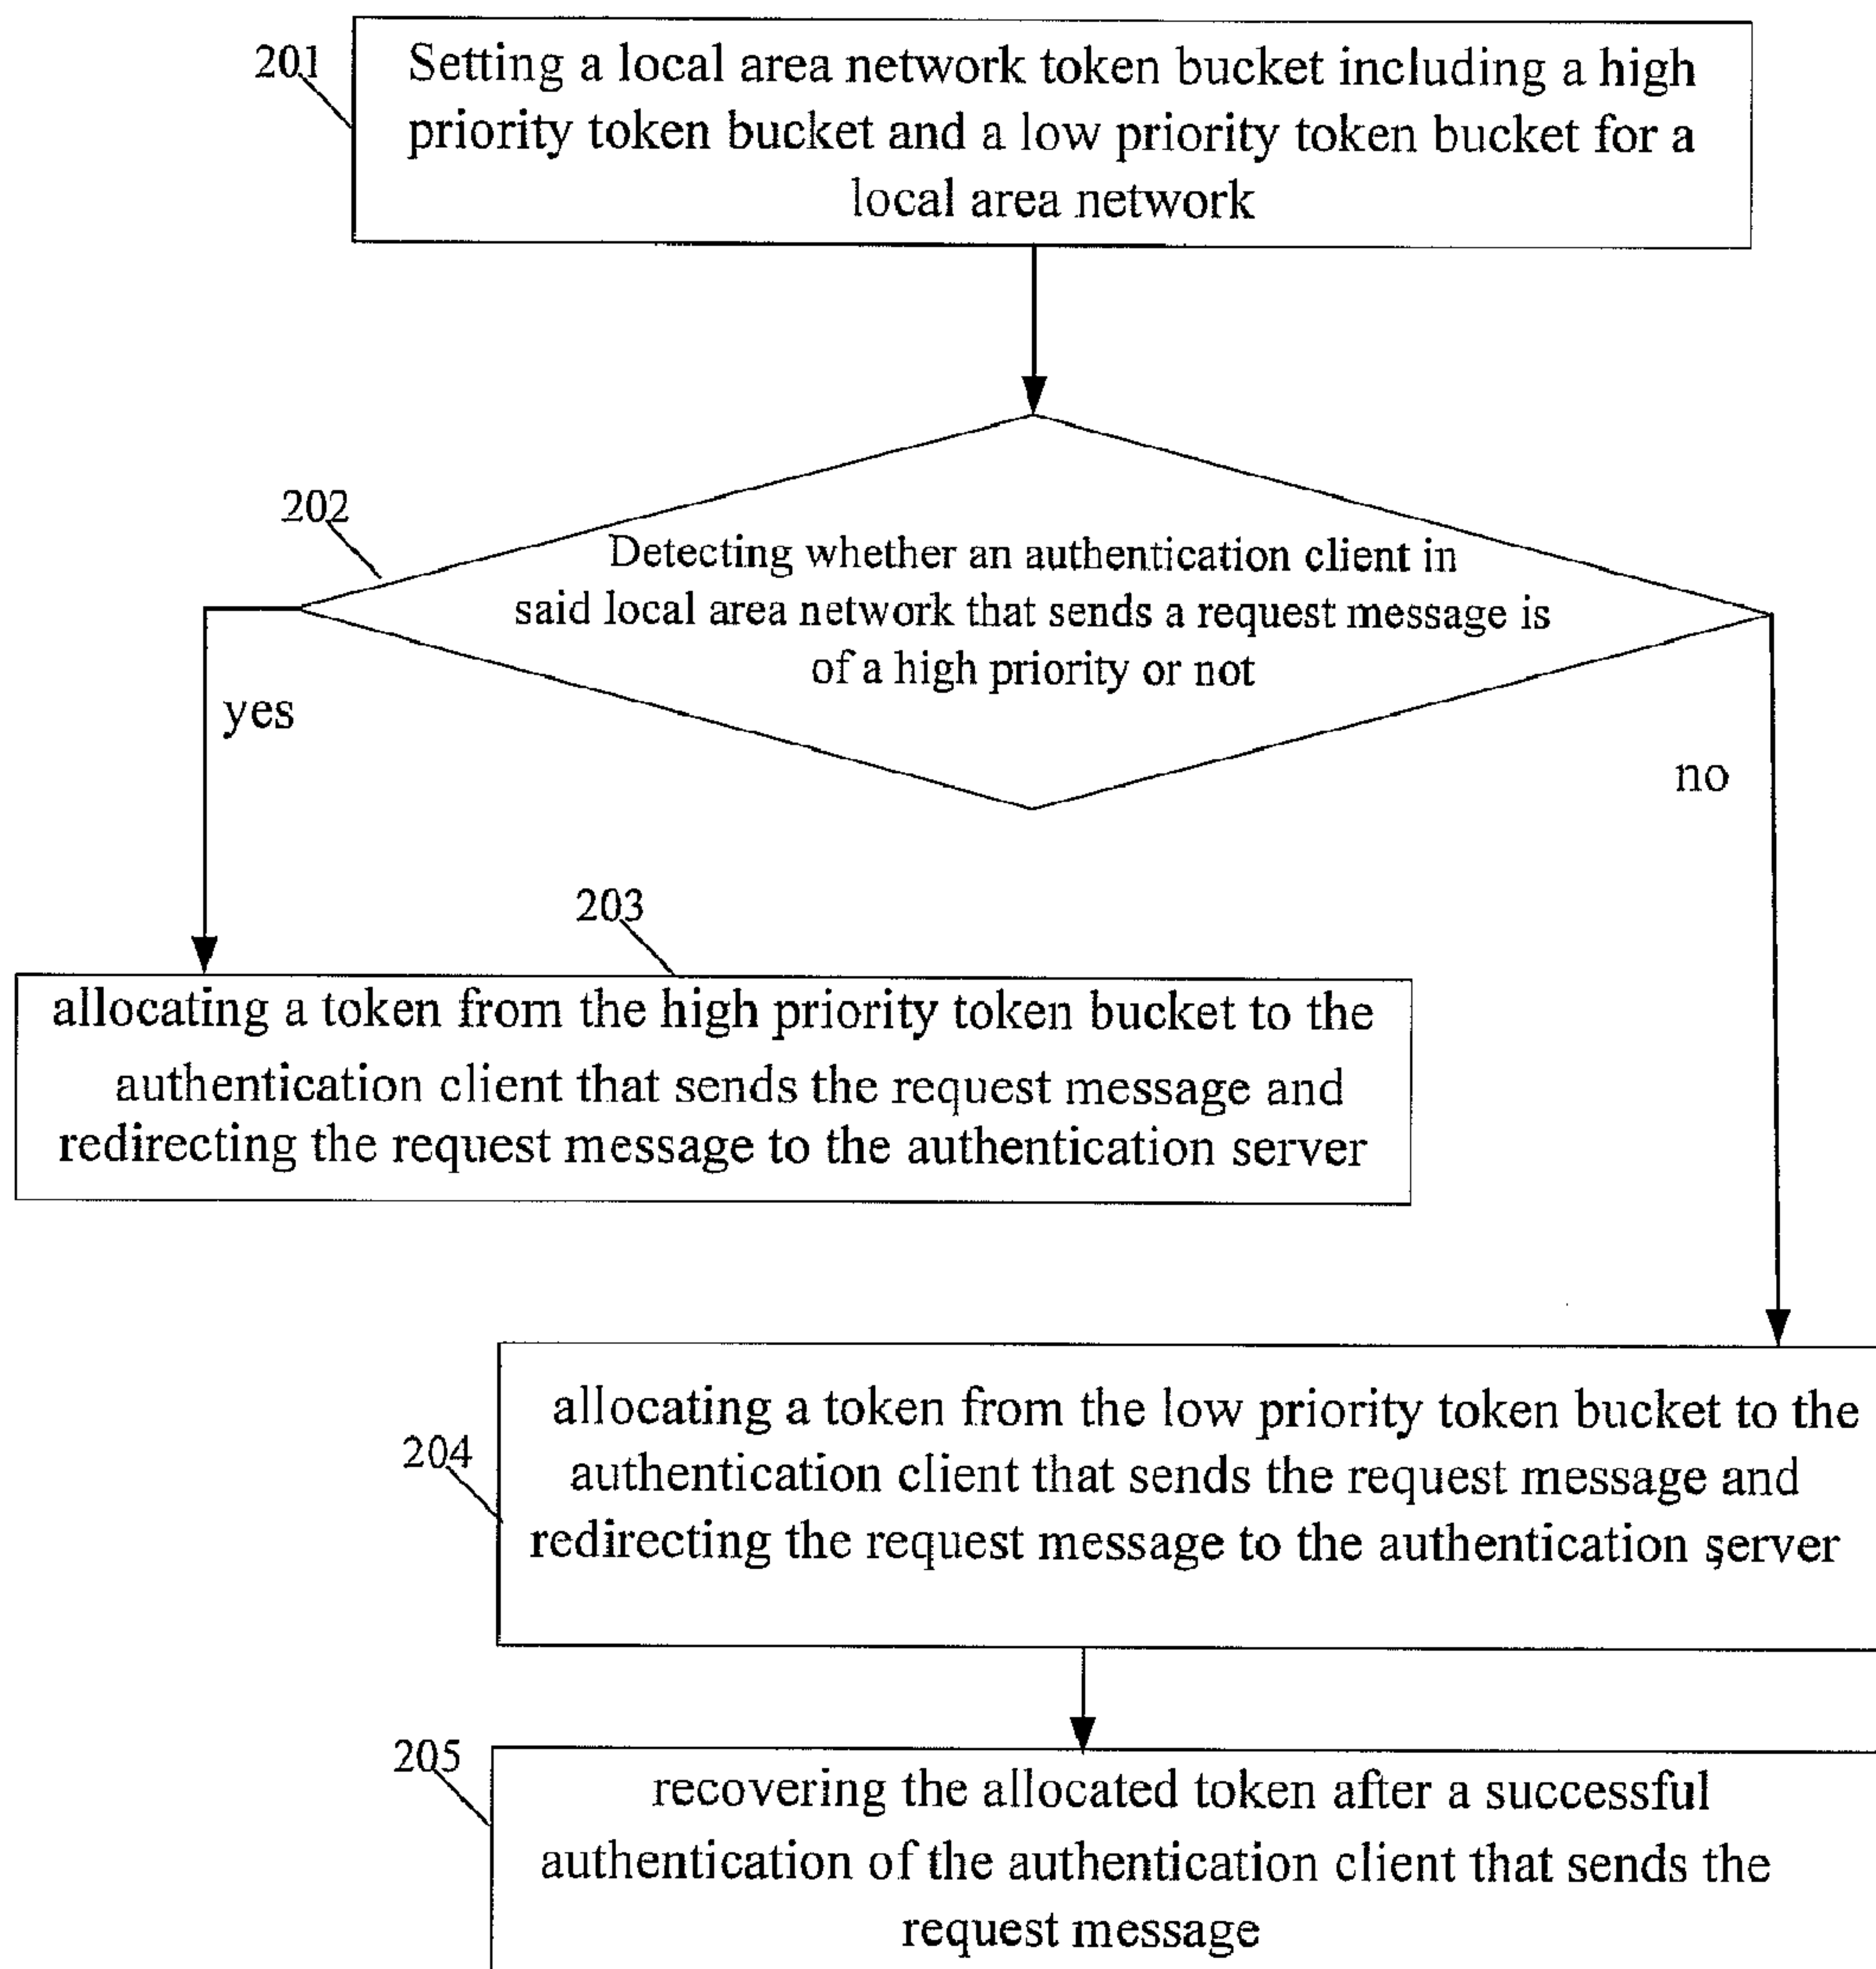 201
Setting a local area network token bucket including a high
priority token bucket and a low priority token bucket for a
local area network
202
Detecting whether an authentication client in
said local area network that sends a request message is
of a high priority or not
yes
no
203
allocating a token from the high priority token bucket to the
authentication client that sends the request message and
redirecting the request message to the authentication server
204
allocating a token from the low priority token bucket to the
authentication client that sends the request message and
redirecting the request message to the authentication server
205
recovering the allocated token after a successful
authentication of the authentication client that sends the
request message